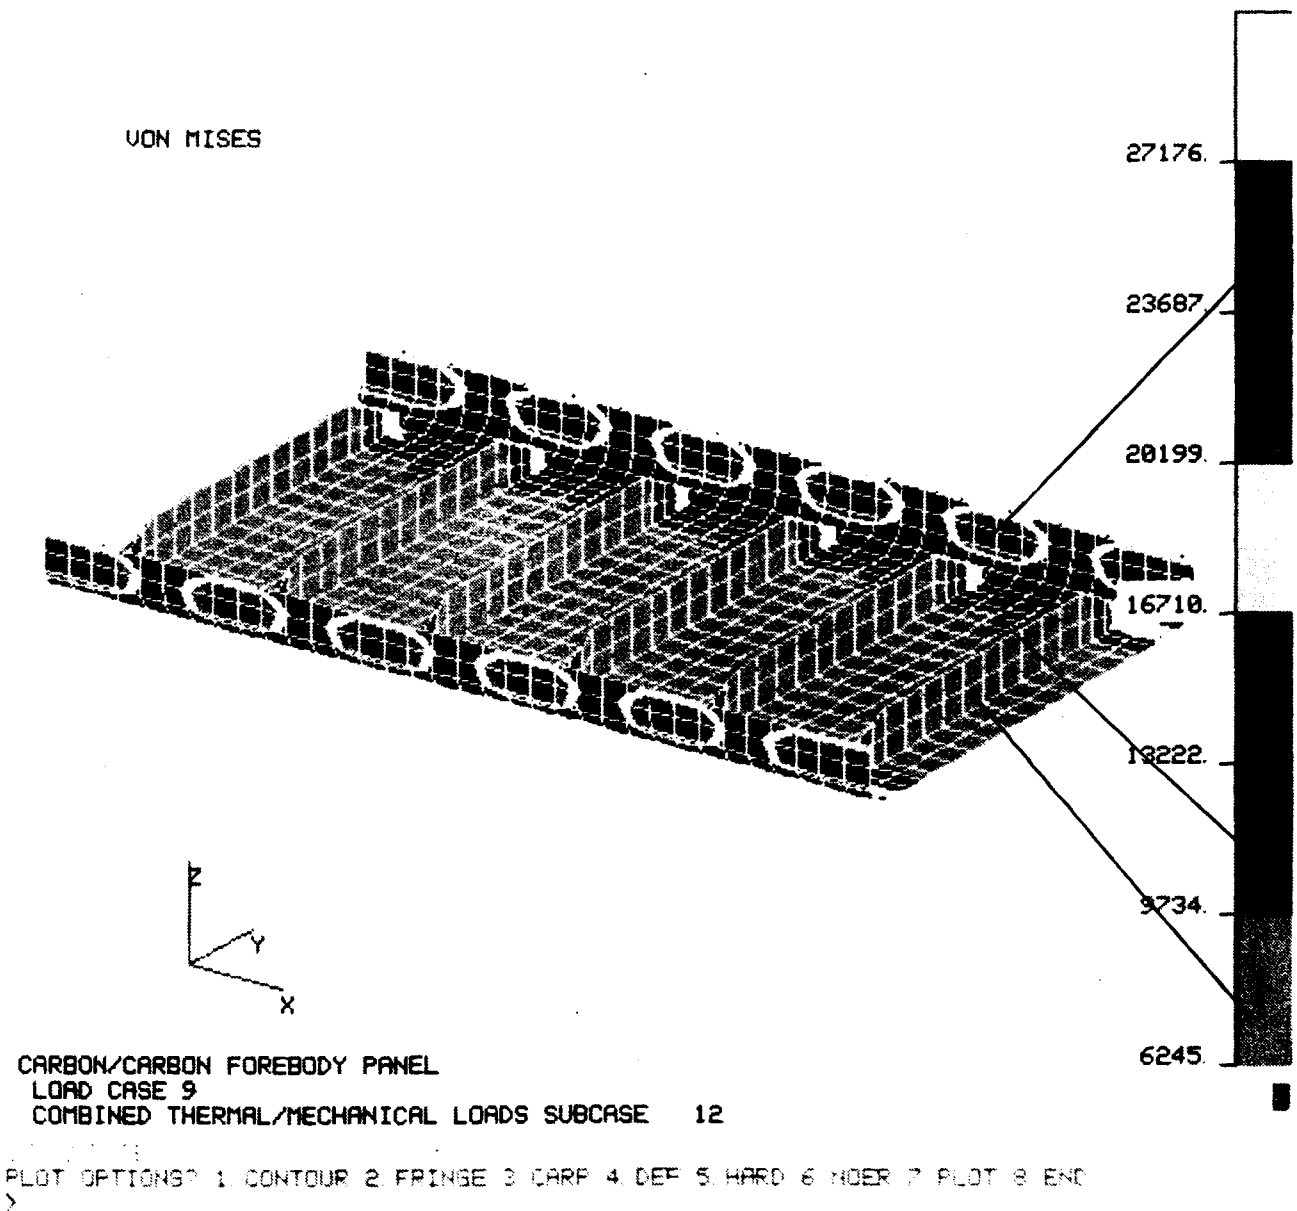 VON MISES
27176.
23687.
20199.
16710.
13222.
9734.
6245.
Z
Y
X
CARBON/CARBON FOREBODY PANEL
LOAD CASE 9
COMBINED THERMAL/MECHANICAL LOADS SUBCASE 12
PLOT OPTIONS? 1. CONTOUR 2. FRINGE 3 CARP 4. DEF 5. HARD 6 NOER 7 PLOT 8 END
>